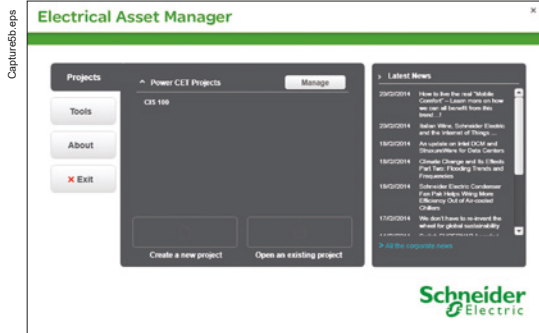 Capture5b.eps
Electrical Asset Manager
×
Projects
Tools
About
× Exit
^ Power CET Projects
Manage
CIS 100
Create a new project
Open an existing project
> Latest News
20/02/2014 How to live the real "Mobile
Comfort" – Learn more on how
we can all benefit from this
trend...!
20/02/2014 Italian Wine, Schneider Electric
and the Internet of Things ...
18/02/2014 An update on Intel DCM and
StruxureWare for Data Centers
18/02/2014 Climate Change and Its Effects
Part Two: Flooding Trends and
Frequencies
18/02/2014 Schneider Electric Condenser
Fan Pak Helps Wring More
Efficiency Out of Air-cooled
Chillers
17/02/2014 We don't have to re-invent the
wheel for global sustainability
> All the corporate news
Schneider
Electric